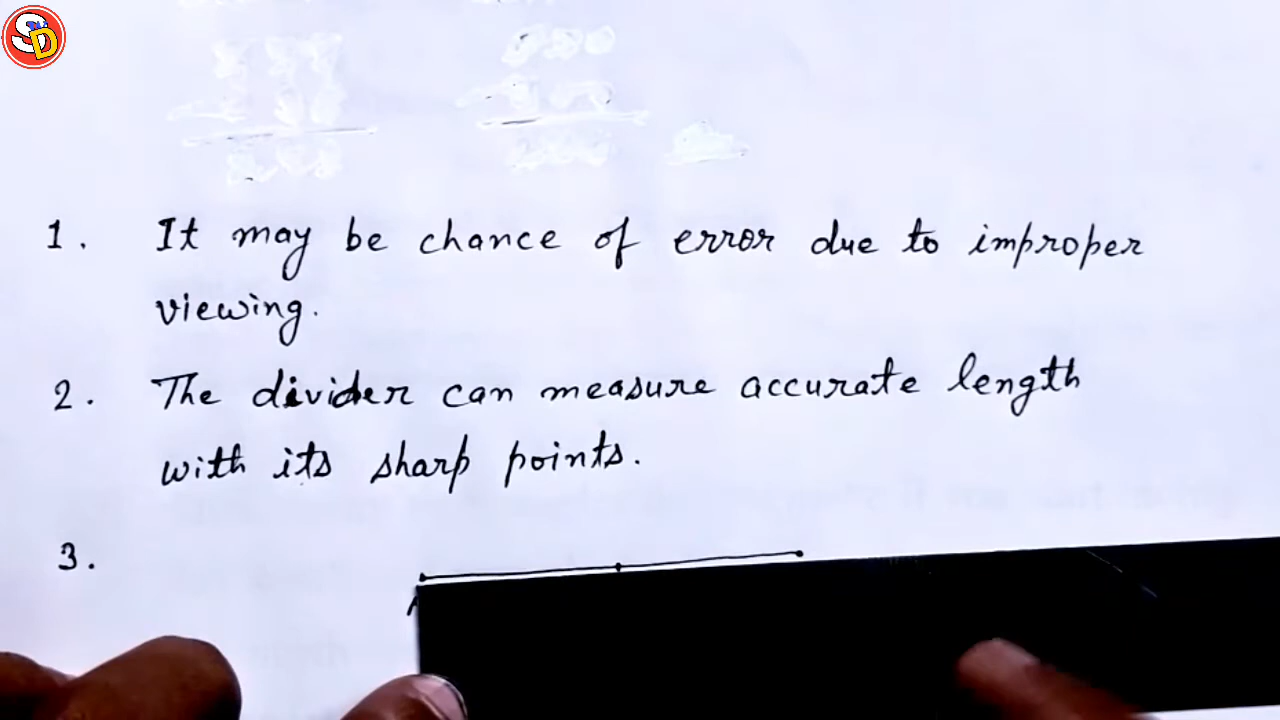 SD
1. It may be chance of error due to improper
viewing.
2. The divider can measure accurate length
with its sharp points.
3.